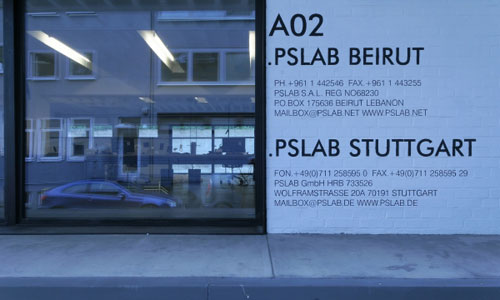 A02
.PSLAB BEIRUT
PH.+961 1 442546 FAX.+961 1 443255
PSLAB S.A.L. REG NO68230
PO BOX 175636 BEIRUT LEBANON
MAILBOX@PSLAB.NET WWW.PSLAB.NET
.PSLAB STUTTGART
FON.+49(0)711 258595 0 FAX.+49(0)711 258595 29
PSLAB GmbH HRB 733526
WOLFRAMSTRASSE 20A 70191 STUTTGART
MAILBOX@PSLAB.DE WWW.PSLAB.DE